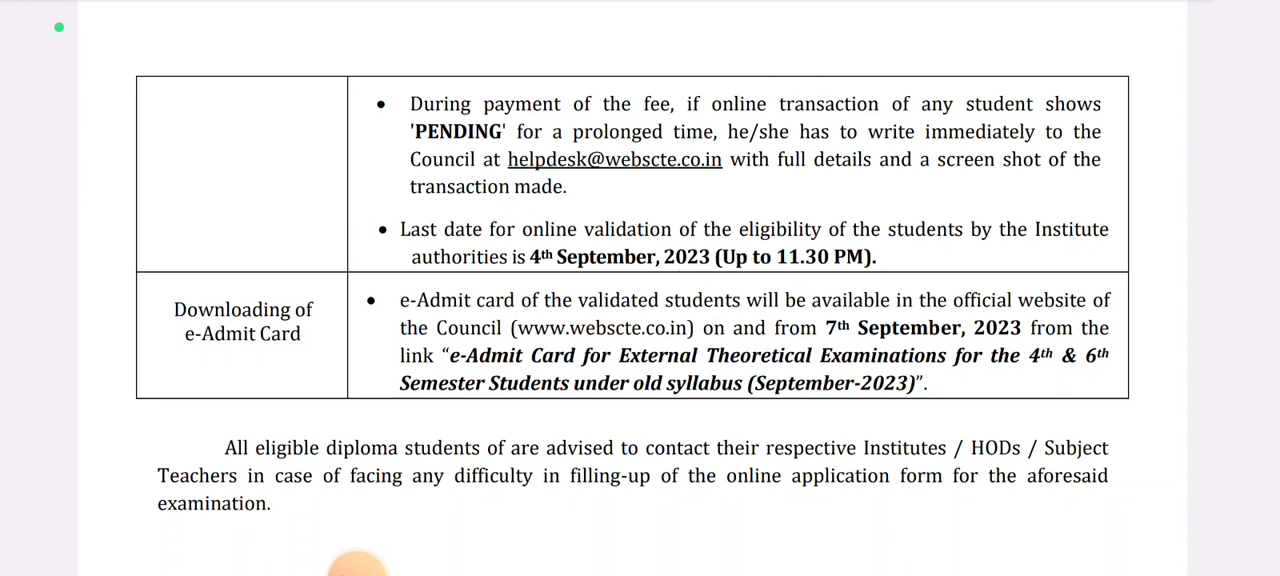 • During payment of the fee, if online transaction of any student shows
'PENDING' for a prolonged time, he/she has to write immediately to the
Council at helpdesk@webscte.co.in with full details and a screen shot of the
transaction made.
• Last date for online validation of the eligibility of the students by the Institute
authorities is 4th September, 2023 (Up to 11.30 PM).
Downloading of
e-Admit Card
• e-Admit card of the validated students will be available in the official website of
the Council (www.webscte.co.in) on and from 7th September, 2023 from the
link “e-Admit Card for External Theoretical Examinations for the 4th & 6th
Semester Students under old syllabus (September-2023)”.
All eligible diploma students of are advised to contact their respective Institutes / HODs / Subject
Teachers in case of facing any difficulty in filling-up of the online application form for the aforesaid
examination.